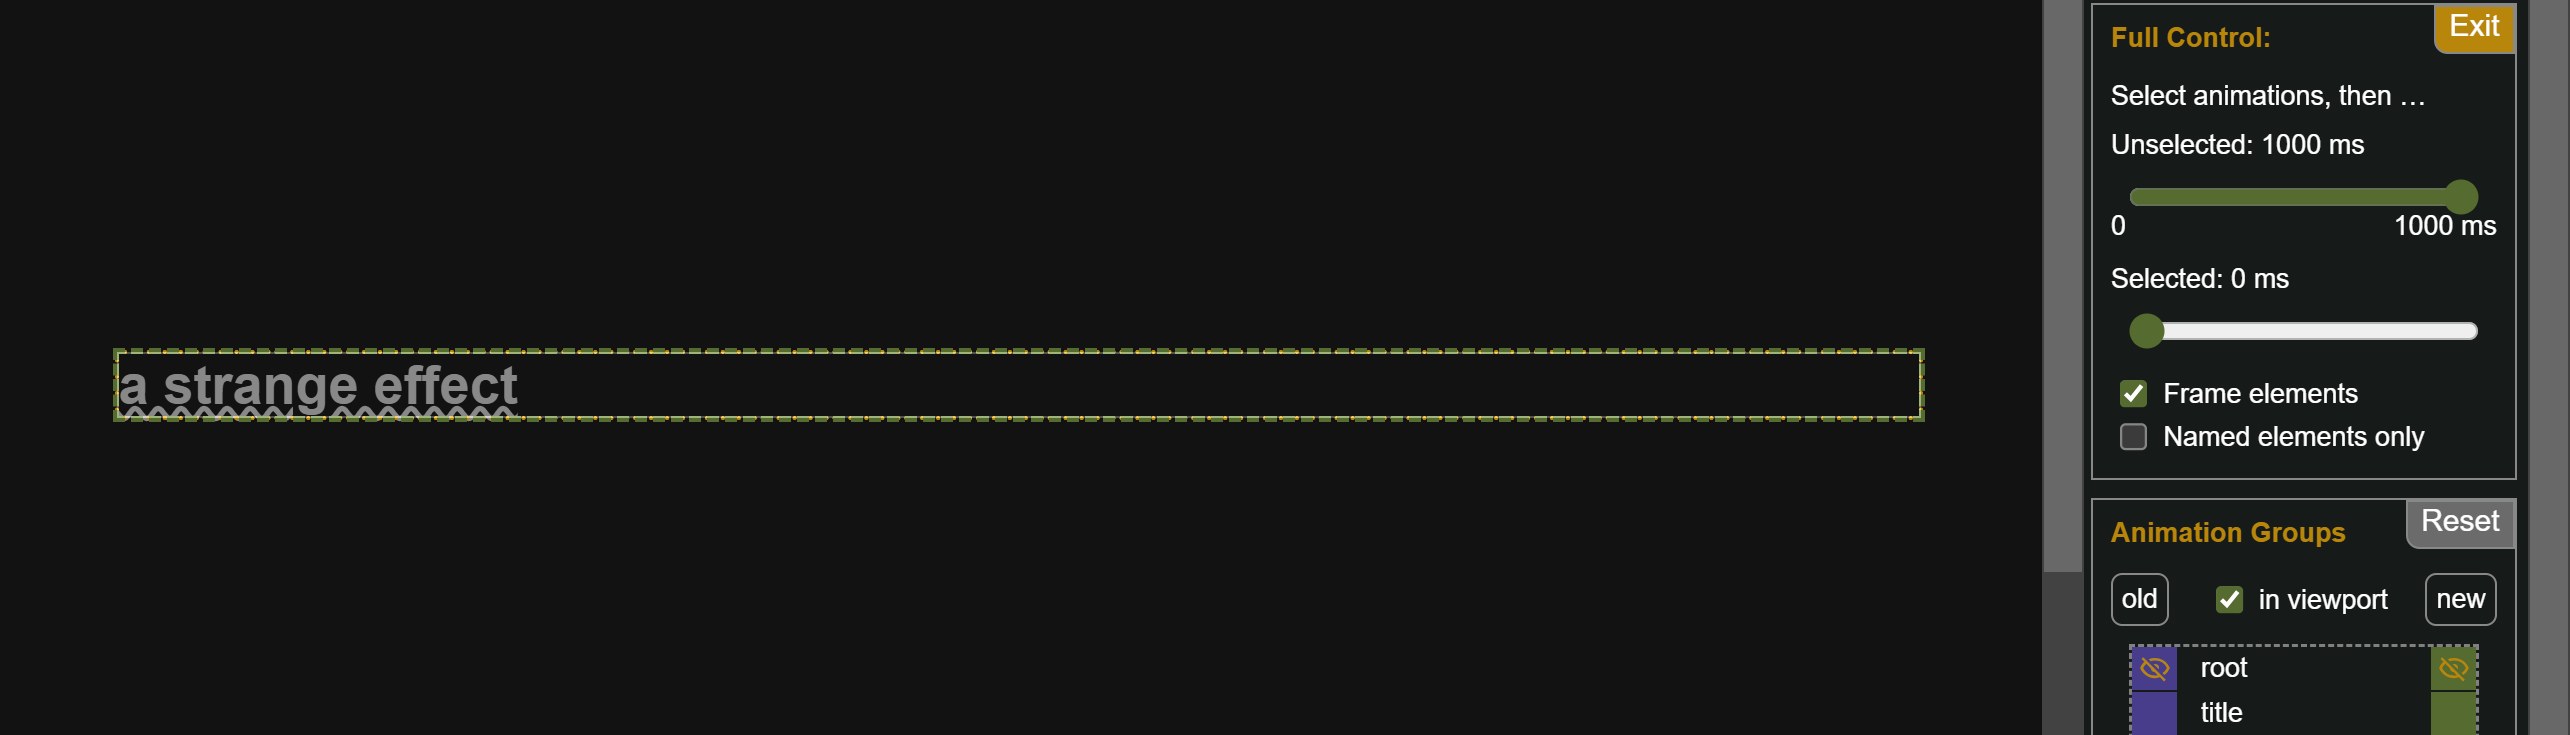 a strange effect
Full Control:
Exit
Select animations, then …
Unselected: 1000 ms
0 1000 ms
Selected: 0 ms
Frame elements
Named elements only
Animation Groups
Reset
old in viewport new
root
title